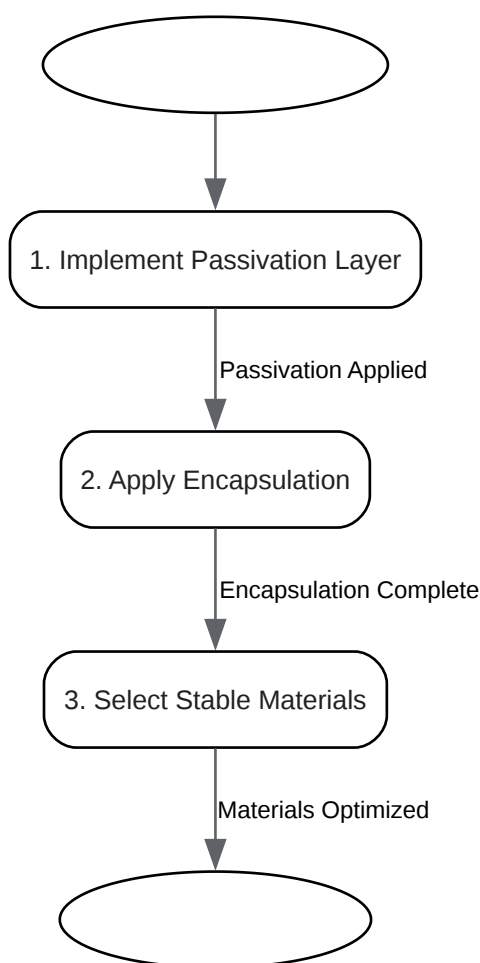 1. Implement Passivation Layer
Passivation Applied
2. Apply Encapsulation
Encapsulation Complete
3. Select Stable Materials
Materials Optimized